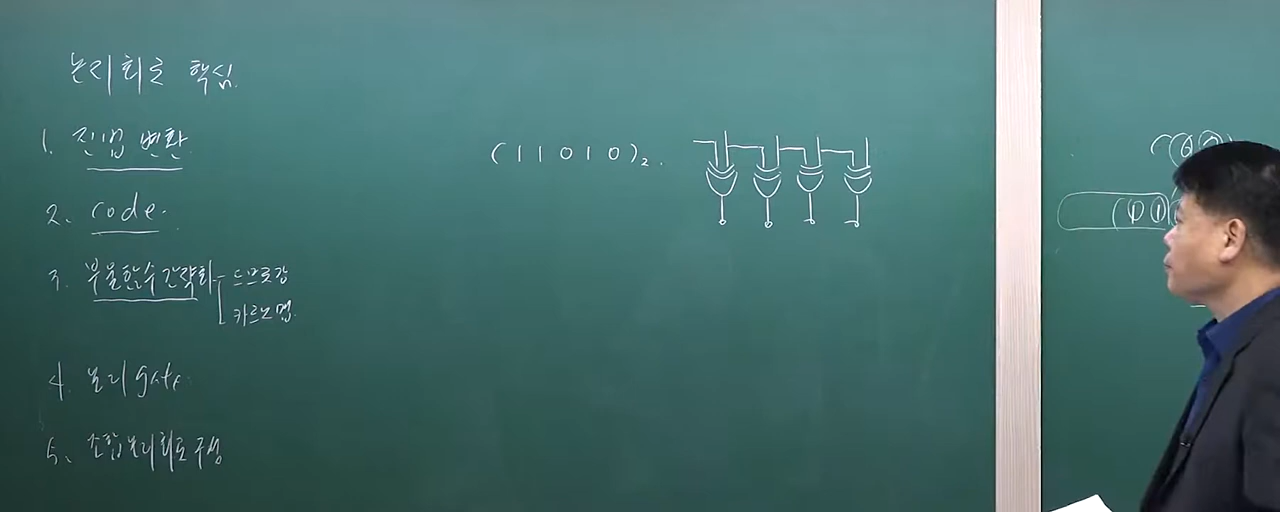 논리회로 핵심.
1. 진법 변환
2. code.
3. 부울함수 간략화 드모르강
카르노맵.
4. 논리 gate.
5. 조합논리회로 구성
(11010)₂.